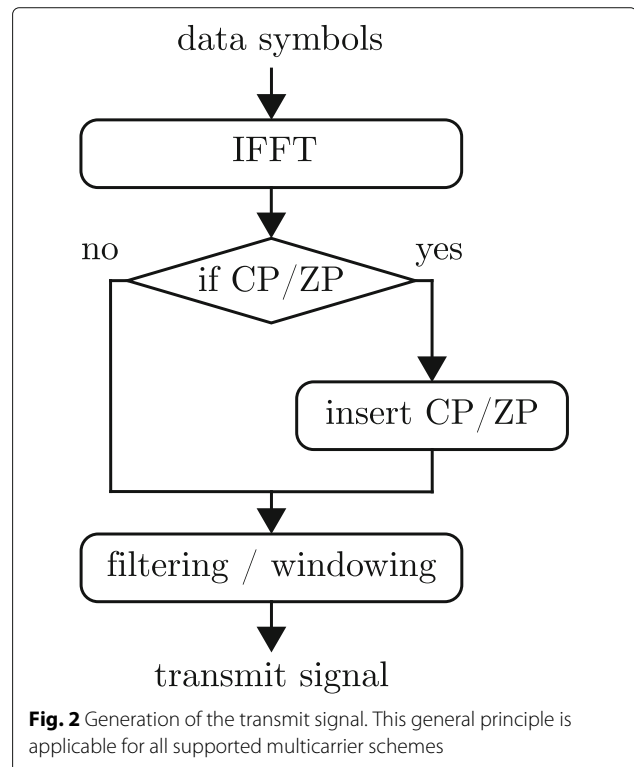 data symbols
IFFT
no
yes
if CP/ZP
insert CP/ZP
filtering / windowing
transmit signal
Fig. 2 Generation of the transmit signal. This general principle is
applicable for all supported multicarrier schemes